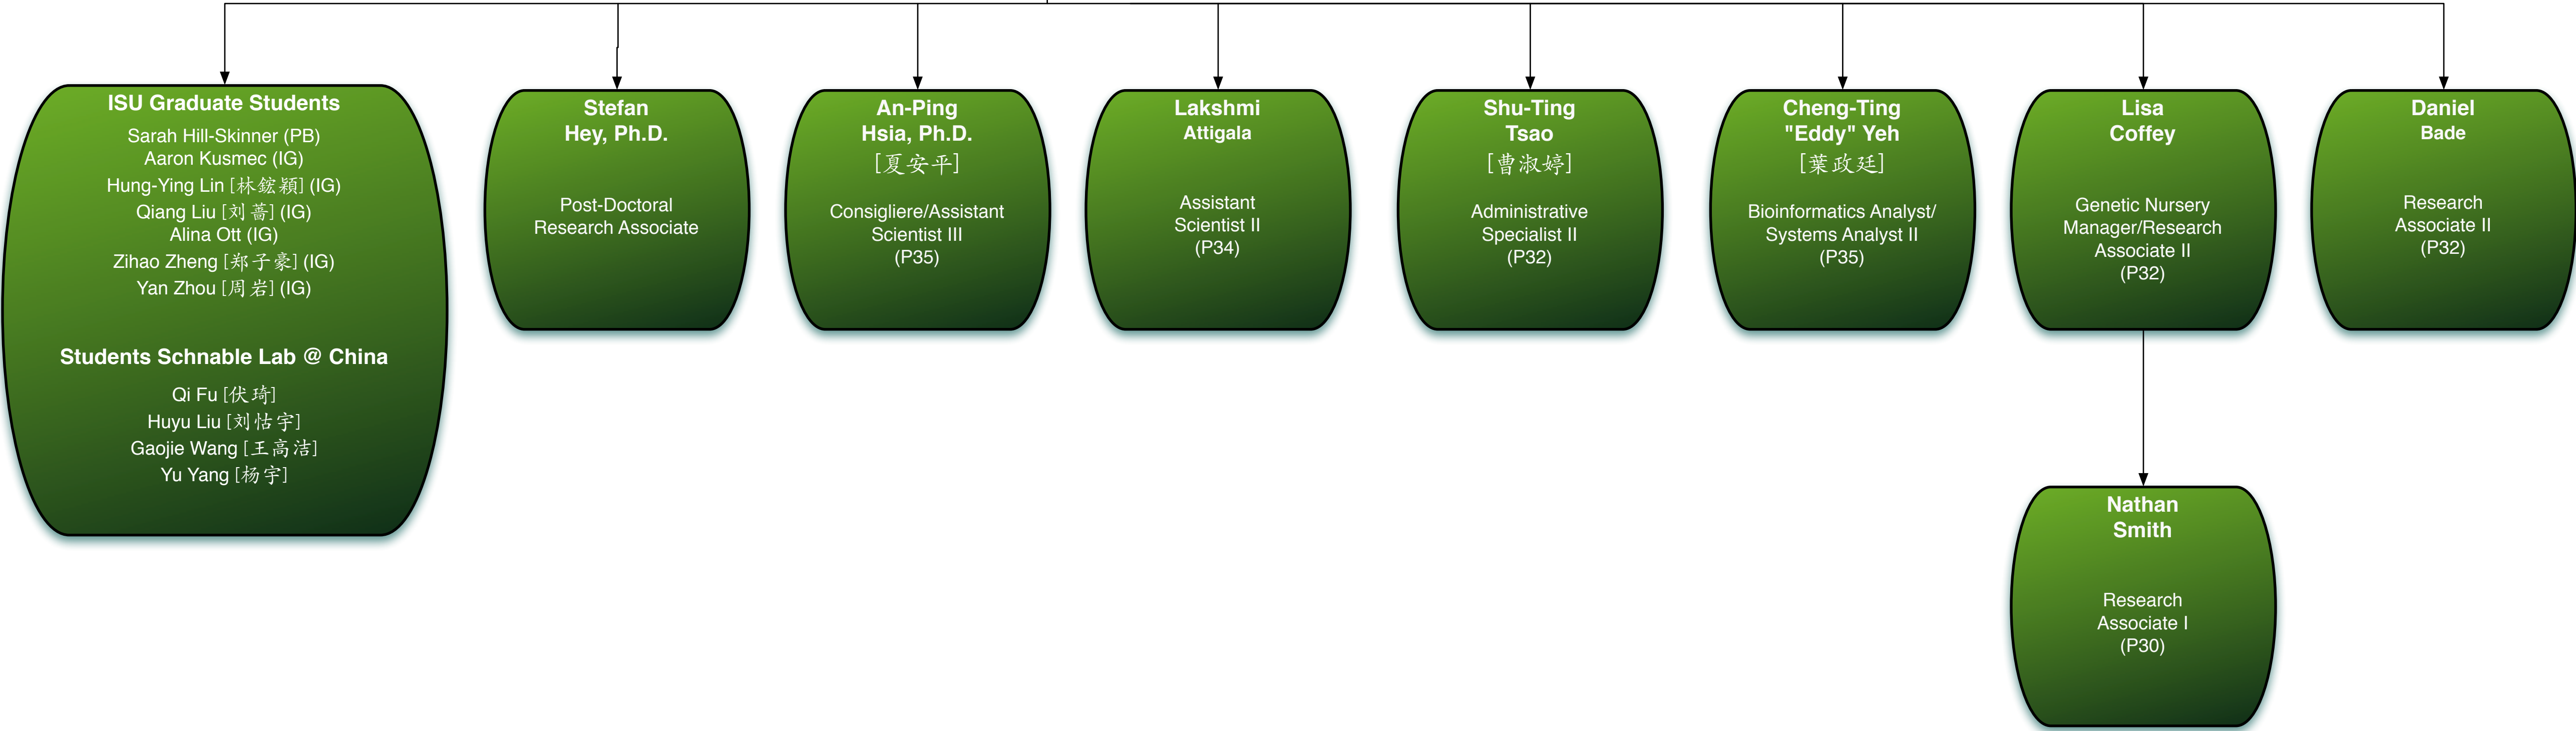 ISU Graduate Students
Sarah Hill-Skinner (PB)
Aaron Kusmec (IG)
Hung-Ying Lin [林鋐穎] (IG)
Qiang Liu [刘蔷] (IG)
Alina Ott (IG)
Zihao Zheng [郑子豪] (IG)
Yan Zhou [周岩] (IG)
Students Schnable Lab @ China
Qi Fu [伏琦]
Huyu Liu [刘怙宇]
Gaojie Wang [王高洁]
Yu Yang [杨宇]
Stefan
Hey, Ph.D.
Post-Doctoral
Research Associate
An-Ping
Hsia, Ph.D.
[夏安平]
Consigliere/Assistant
Scientist III
(P35)
Lakshmi
Attigala
Assistant
Scientist II
(P34)
Shu-Ting
Tsao
[曹淑婷]
Administrative
Specialist II
(P32)
Cheng-Ting
"Eddy" Yeh
[葉政廷]
Bioinformatics Analyst/
Systems Analyst II
(P35)
Lisa
Coffey
Genetic Nursery
Manager/Research
Associate II
(P32)
Daniel
Bade
Research
Associate II
(P32)
Nathan
Smith
Research
Associate I
(P30)